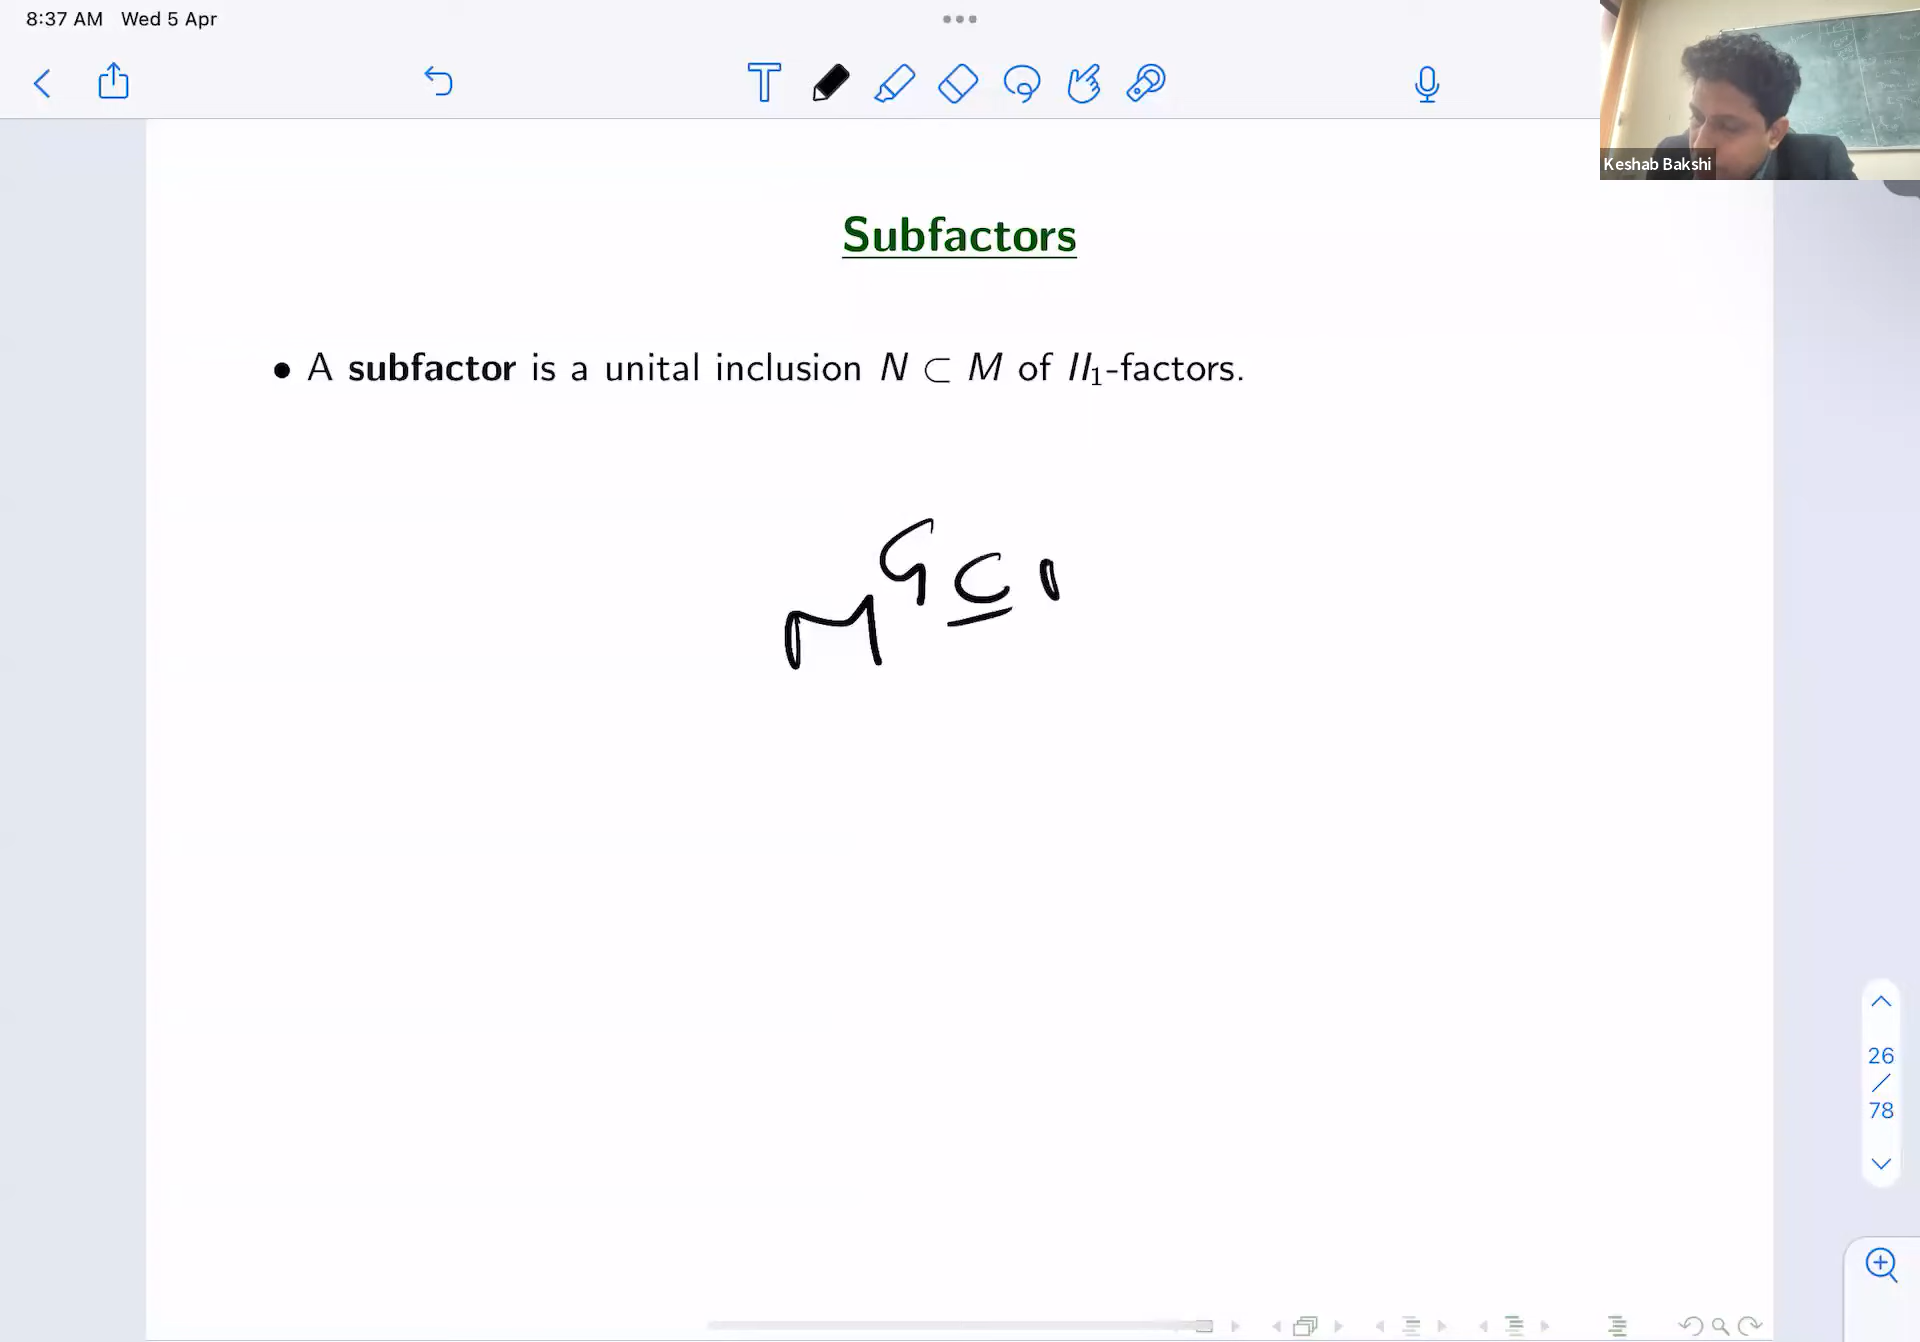 8:37 AM Wed 5 Apr
Keshab Bakshi
Subfactors
• A subfactor is a unital inclusion N ⊂ M of II₁-factors.
M^G ⊆
26
/
78